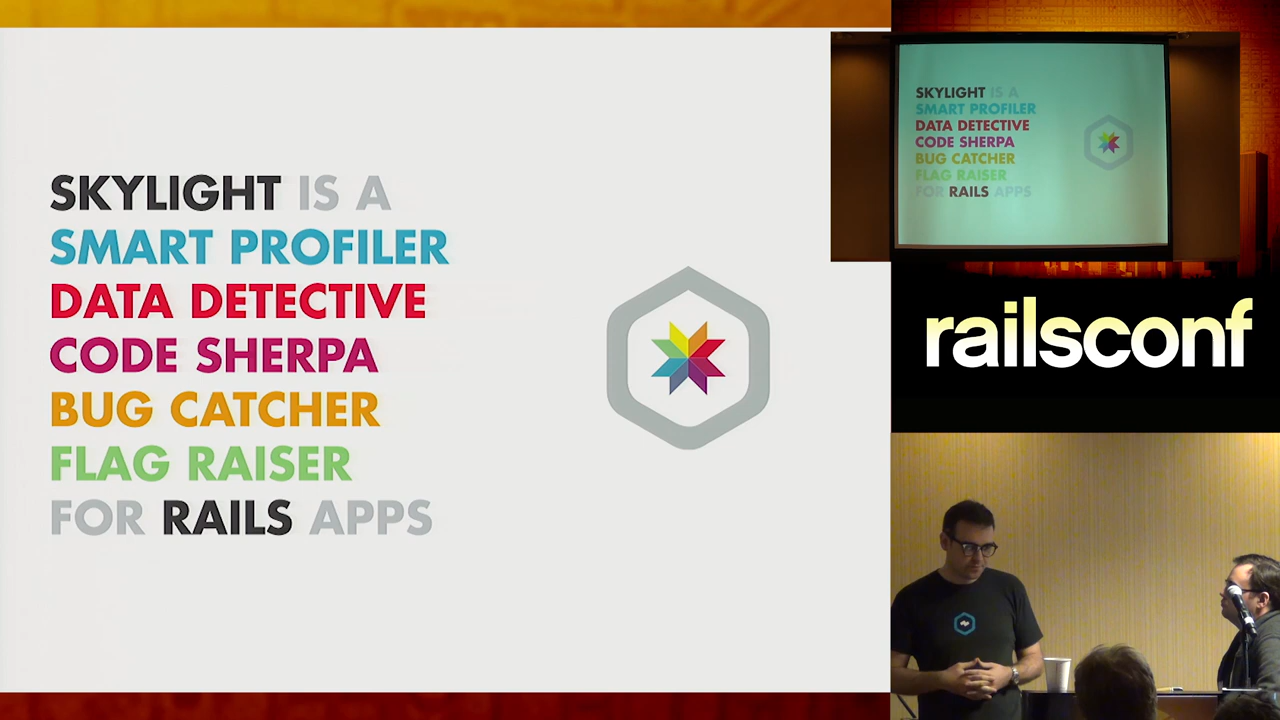 SKYLIGHT IS A
SMART PROFILER
DATA DETECTIVE
CODE SHERPA
BUG CATCHER
FLAG RAISER
FOR RAILS APPS
SKYLIGHT IS A
SMART PROFILER
DATA DETECTIVE
CODE SHERPA
BUG CATCHER
FLAG RAISER
FOR RAILS APPS
railsconf